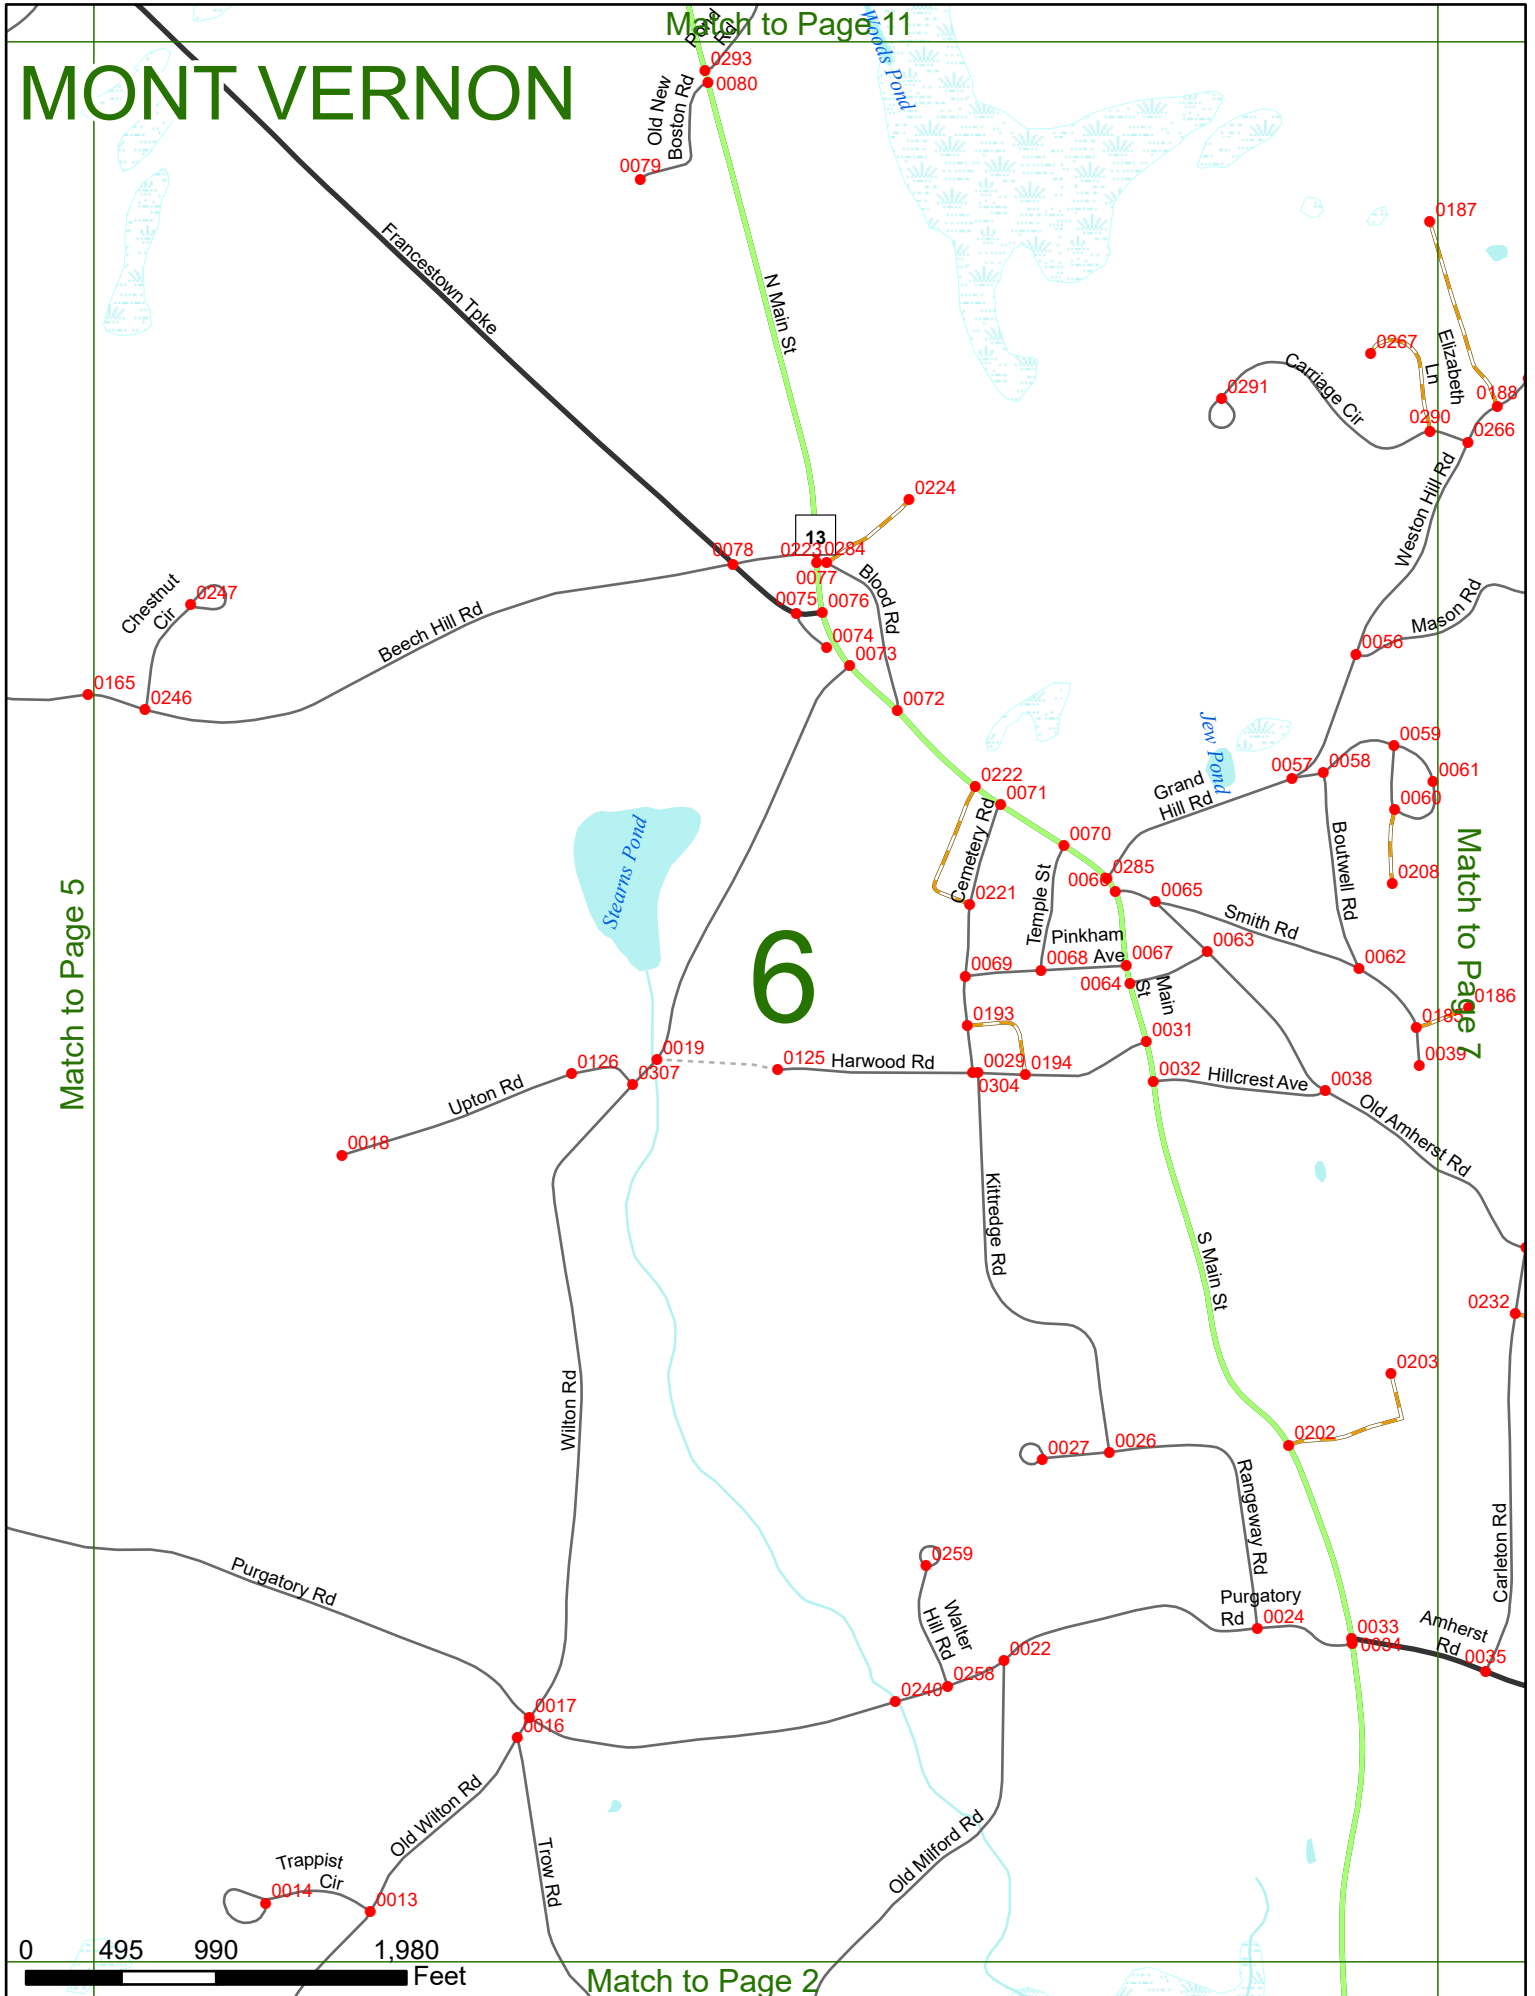 Match to Page 11
MONT VERNON
Pond
Rd
Woods Pond
0293
0080
Old New
Boston Rd
0079
0187
Francestown Tpke
N Main St
0267
Elizabeth
Ln
Carriage Cir
0291
0188
0290
0266
Weston Hill Rd
0224
13
0078
0223
0284
0077
Blood Rd
Chestnut
Cir
0247
0075
0076
Mason Rd
Beech Hill Rd
0074
0056
0073
0165
0246
0072
Jew Pond
0059
0057
0058
0061
0222
0071
Grand
Hill Rd
0060
Cemetery Rd
Stearns Pond
0070
Boutwell Rd
Match to Page 7
Match to Page 5
Temple St
0285
0066
0208
0221
0065
Smith Rd
6
Pinkham
Ave
0063
0069
0068
0067
0062
0064
Main
St
0186
0193
0185
0031
0019
0125
Harwood Rd
0029
0194
0039
0126
0307
0304
0032
Hillcrest Ave
0038
Upton Rd
Old Amherst Rd
0018
Kittredge Rd
S Main St
0232
Wilton Rd
0203
0202
0027
0026
Rangeway Rd
Carleton Rd
0259
Purgatory Rd
Walter
Hill Rd
Purgatory
Rd
0024
0033
0034
Amherst
Rd
0035
0022
0258
0240
0017
0016
Old Wilton Rd
Trow Rd
Old Milford Rd
Trappist
Cir
0014
0013
0 495 990 1,980
Feet
Match to Page 2